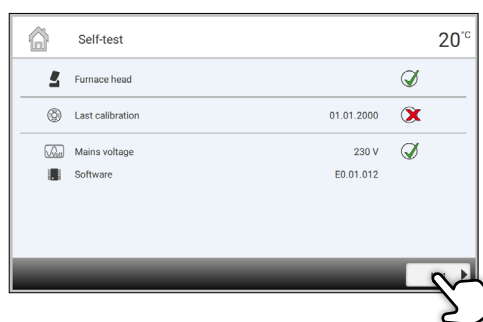 Self-test 20°C
Furnace head
Last calibration 01.01.2000
Mains voltage 230 V
Software E0.01.012